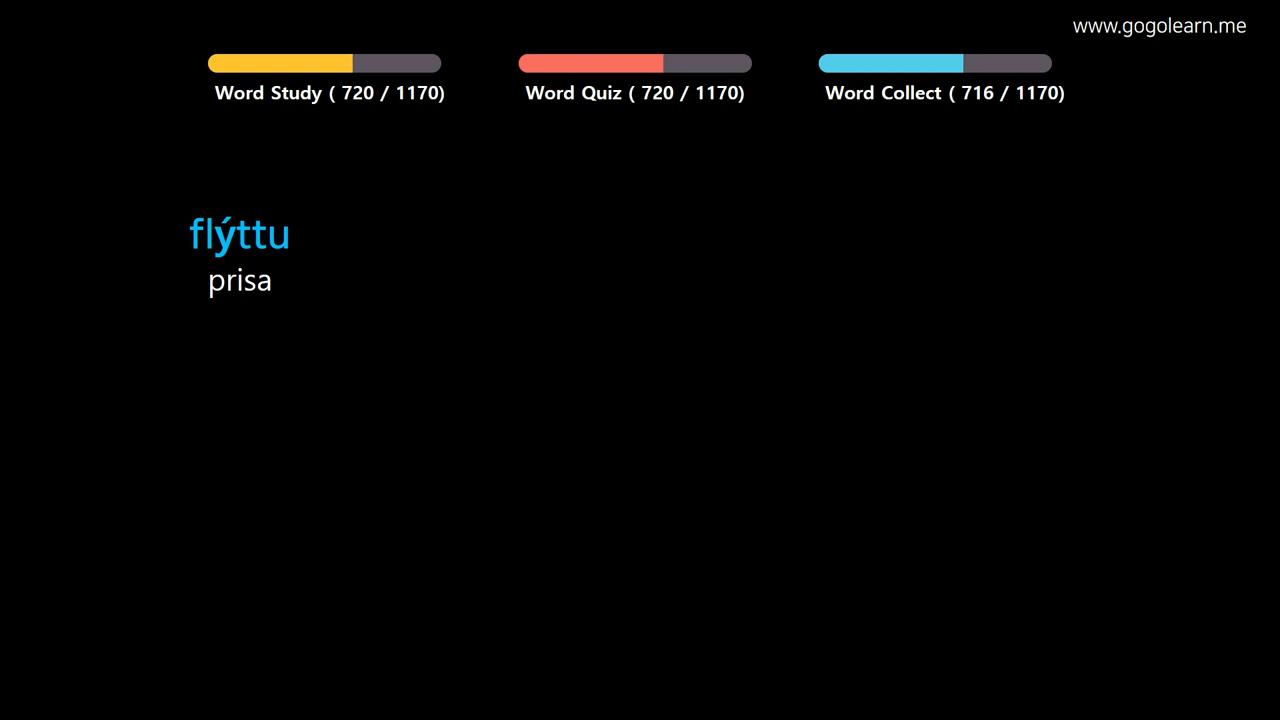 www.gogolearn.me
Word Study ( 720 / 1170)
Word Quiz ( 720 / 1170)
Word Collect ( 716 / 1170)
flýttu
prisa